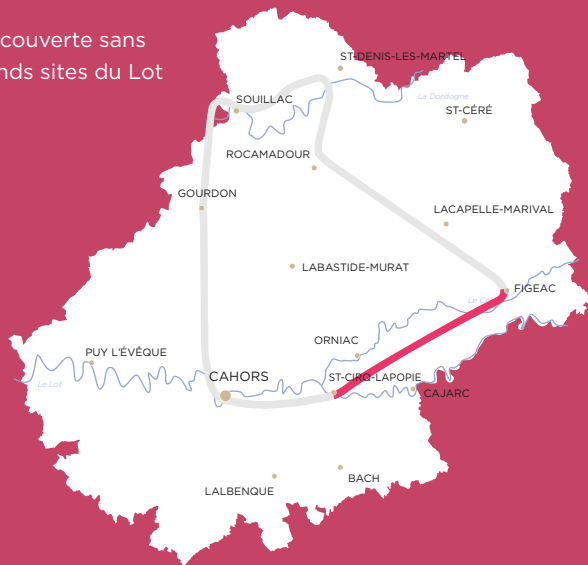 couverte sans
nds sites du Lot
ST-DENIS-LES-MARTEL
La Dordogne
SOUILLAC
ST-CÉRÉ
ROCAMADOUR
GOURDON
LACAPELLE-MARIVAL
LABASTIDE-MURAT
FIGEAC
Le
ORNIAC
PUY L'ÉVÊQUE
CAHORS
ST-CIRQ-LAPOPIE
Le Lot
CAJARC
BACH
LALBENQUE